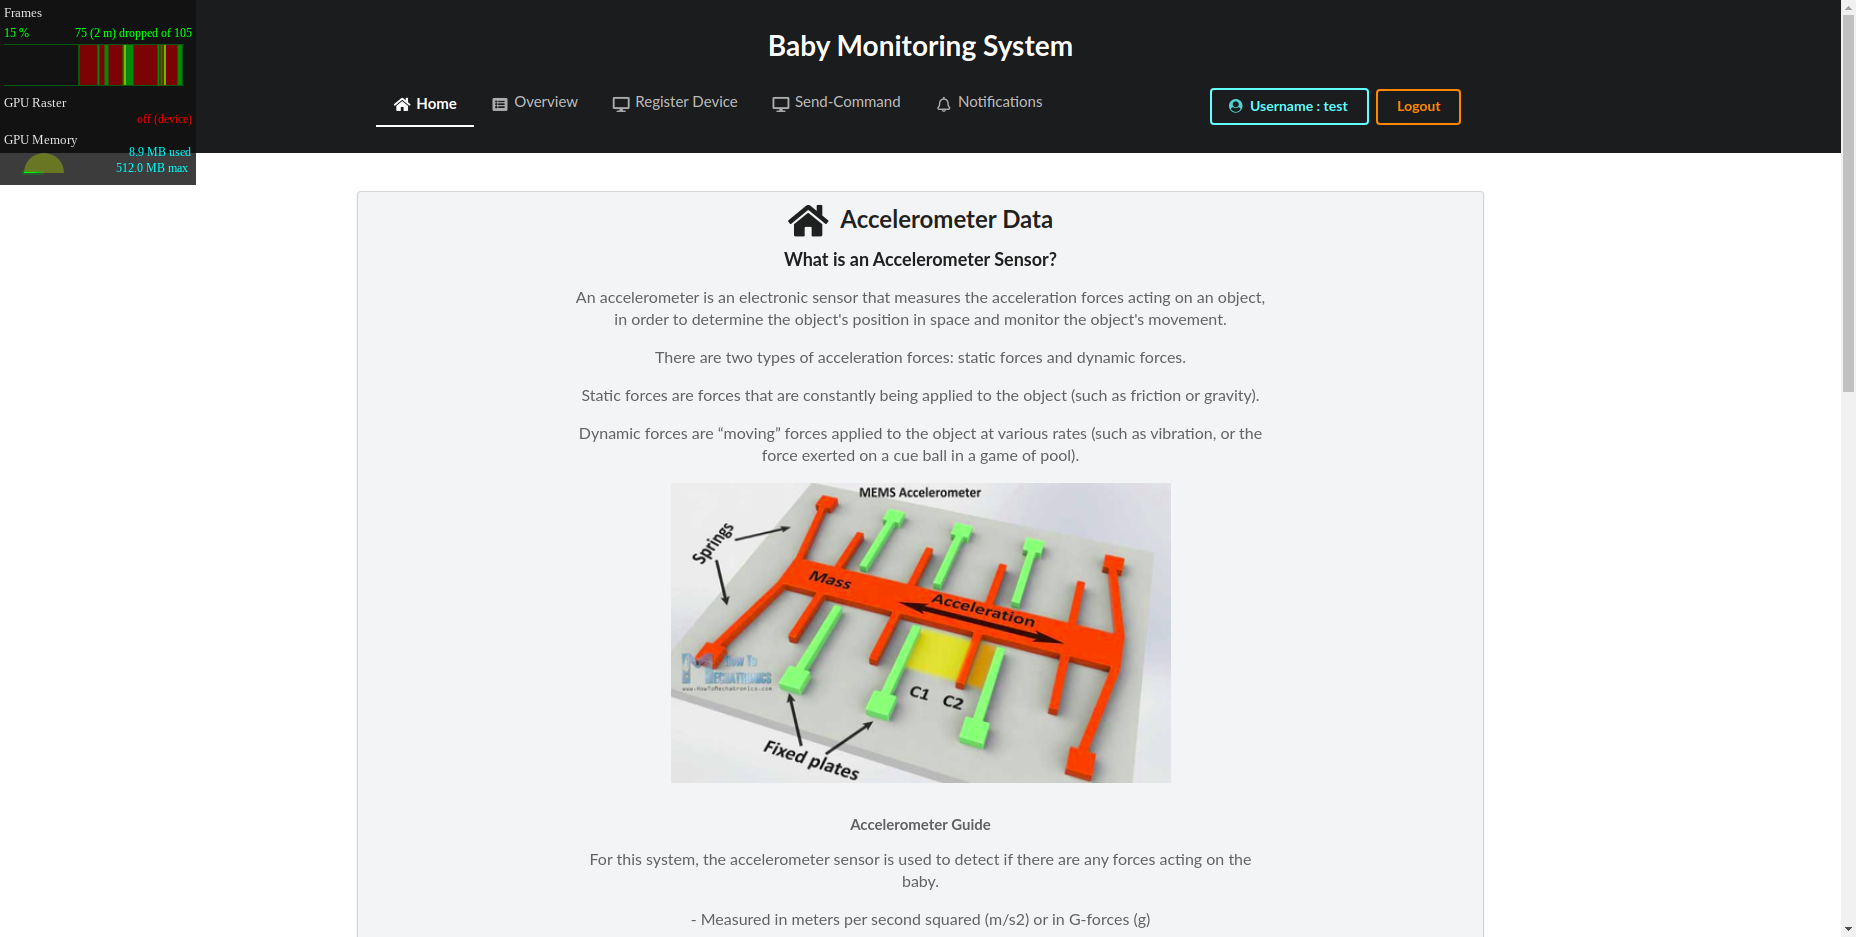 Frames
15 % 75 (2 m) dropped of 105
GPU Raster
off (device)
GPU Memory
8.9 MB used
512.0 MB max
Baby Monitoring System
Home Overview Register Device Send-Command Notifications Username : test Logout
Accelerometer Data
What is an Accelerometer Sensor?
An accelerometer is an electronic sensor that measures the acceleration forces acting on an object,
in order to determine the object's position in space and monitor the object's movement.
There are two types of acceleration forces: static forces and dynamic forces.
Static forces are forces that are constantly being applied to the object (such as friction or gravity).
Dynamic forces are “moving” forces applied to the object at various rates (such as vibration, or the
force exerted on a cue ball in a game of pool).
MEMS Accelerometer
Springs
Mass
Acceleration
How To
Mechatronics
www.HowToMechatronics.com
C1 C2
Fixed plates
Accelerometer Guide
For this system, the accelerometer sensor is used to detect if there are any forces acting on the
baby.
- Measured in meters per second squared (m/s2) or in G-forces (g)